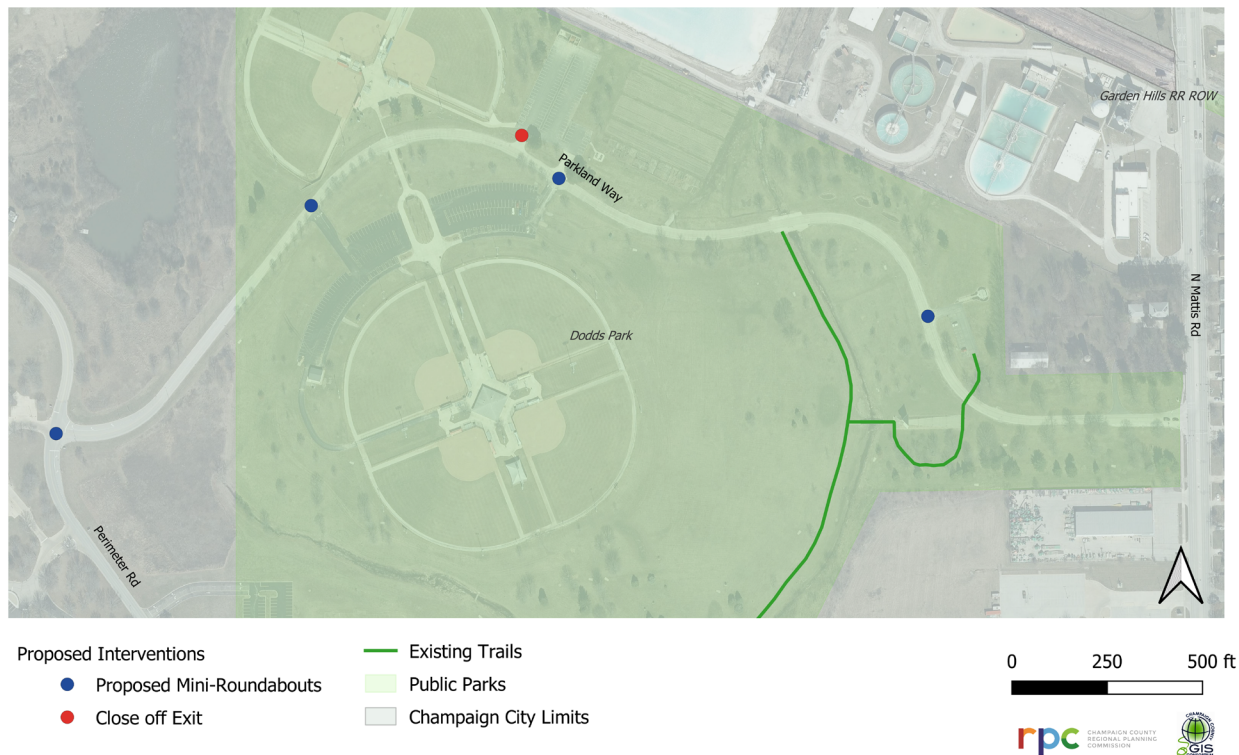 Garden Hills RR ROW
Parkland Way
N Mattis Rd
Dodds Park
Perimeter Rd
Proposed Interventions
Proposed Mini-Roundabouts
Close off Exit
Existing Trails
Public Parks
Champaign City Limits
0 250 500 ft
rpc CHAMPAIGN COUNTY
REGIONAL PLANNING
COMMISSION
CHAMPAIGN COUNTY
GIS